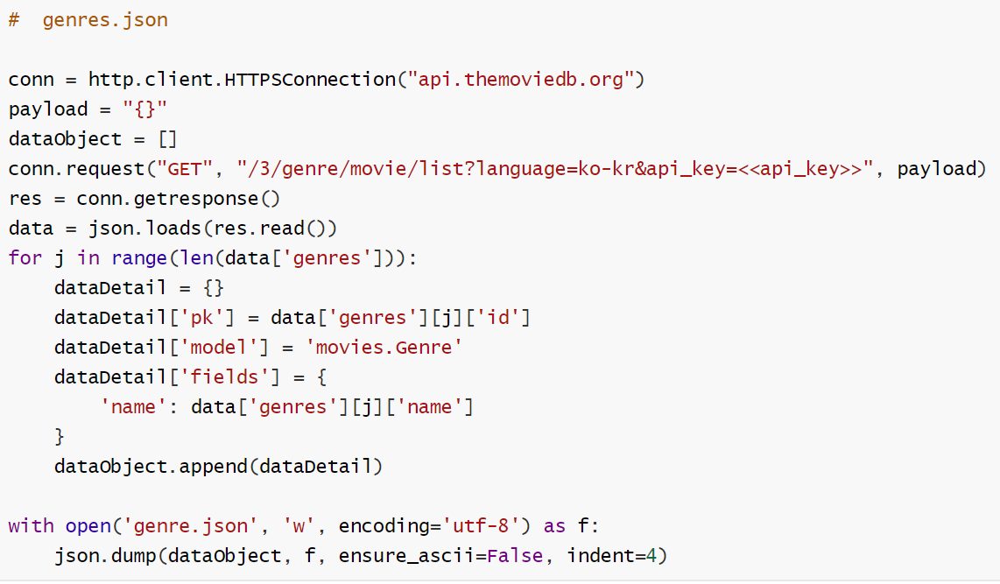 #  genres.json
conn = http.client.HTTPSConnection("api.themoviedb.org")
payload = "{}"
dataObject = []
conn.request("GET", "/3/genre/movie/list?language=ko-kr&api_key=<<api_key>>", payload)
res = conn.getresponse()
data = json.loads(res.read())
for j in range(len(data['genres'])):
    dataDetail = {}
    dataDetail['pk'] = data['genres'][j]['id']
    dataDetail['model'] = 'movies.Genre'
    dataDetail['fields'] = {
        'name': data['genres'][j]['name']
    }
    dataObject.append(dataDetail)
with open('genre.json', 'w', encoding='utf-8') as f:
    json.dump(dataObject, f, ensure_ascii=False, indent=4)